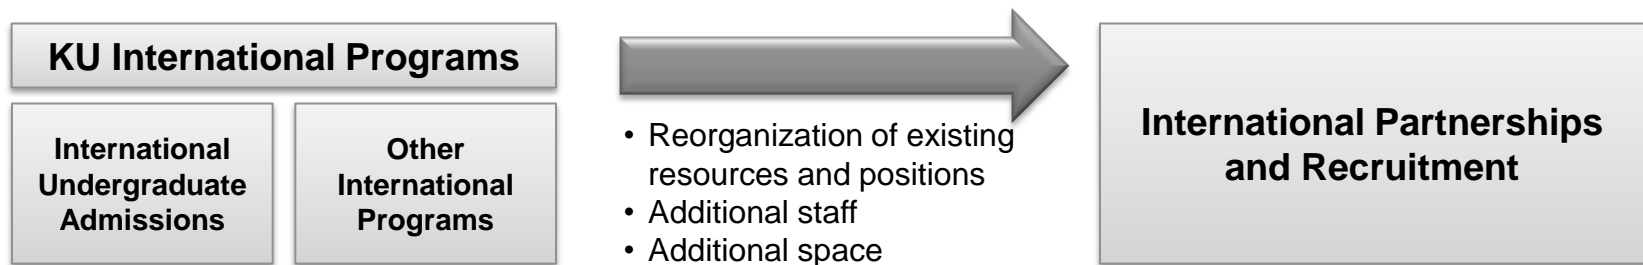 KU International Programs
International
Undergraduate
Admissions
Other
International
Programs
• Reorganization of existing
resources and positions
• Additional staff
• Additional space
International Partnerships
and Recruitment